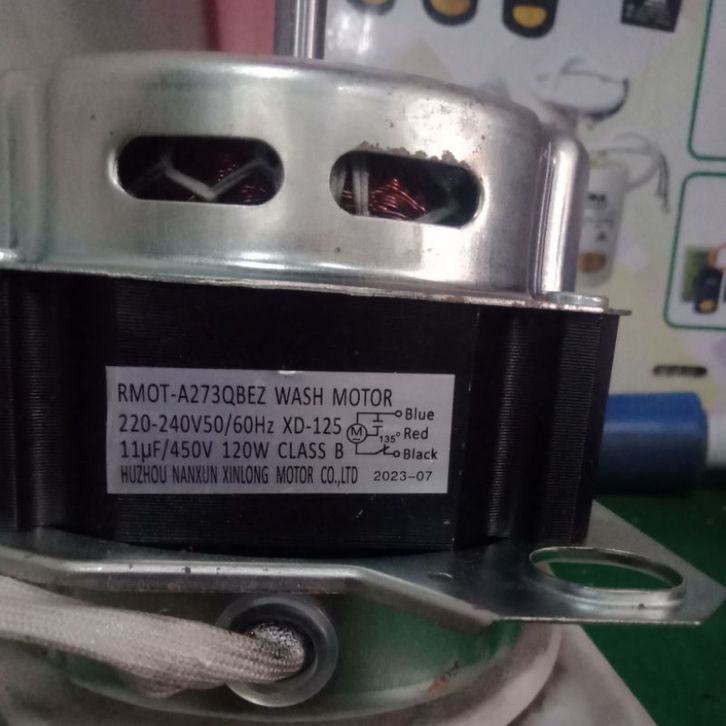 RMOT-A273QBEZ WASH MOTOR
220-240V50/60Hz XD-125
11μF/450V 120W CLASS B
M 135° Blue
Red
Black
HUZHOU NANXUN XINLONG MOTOR CO.,LTD 2023-07